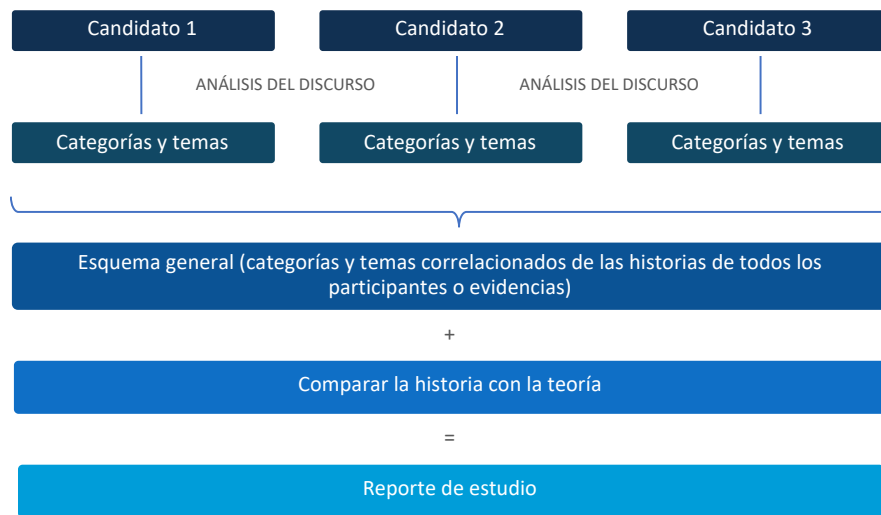 Candidato 1
Candidato 2
Candidato 3
ANÁLISIS DEL DISCURSO
ANÁLISIS DEL DISCURSO
Categorías y temas
Categorías y temas
Categorías y temas
Esquema general (categorías y temas correlacionados de las historias de todos los
participantes o evidencias)
+
Comparar la historia con la teoría
=
Reporte de estudio